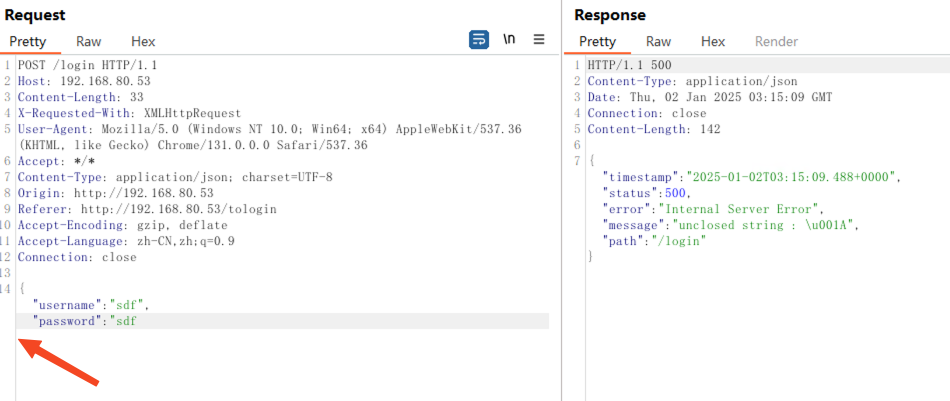 Request
Pretty Raw Hex
\n
1 POST /login HTTP/1.1
2 Host: 192.168.80.53
3 Content-Length: 33
4 X-Requested-With: XMLHttpRequest
5 User-Agent: Mozilla/5.0 (Windows NT 10.0; Win64; x64) AppleWebKit/537.36
(KHTML, like Gecko) Chrome/131.0.0.0 Safari/537.36
6 Accept: */*
7 Content-Type: application/json; charset=UTF-8
8 Origin: http://192.168.80.53
9 Referer: http://192.168.80.53/tologin
10 Accept-Encoding: gzip, deflate
11 Accept-Language: zh-CN,zh;q=0.9
12 Connection: close
13
14 {
"username":"sdf",
"password":"sdf
Response
Pretty Raw Hex Render
1 HTTP/1.1 500
2 Content-Type: application/json
3 Date: Thu, 02 Jan 2025 03:15:09 GMT
4 Connection: close
5 Content-Length: 142
6
7 {
"timestamp":"2025-01-02T03:15:09.488+0000",
"status":500,
"error":"Internal Server Error",
"message":"unclosed string : \u001A",
"path":"/login"
}